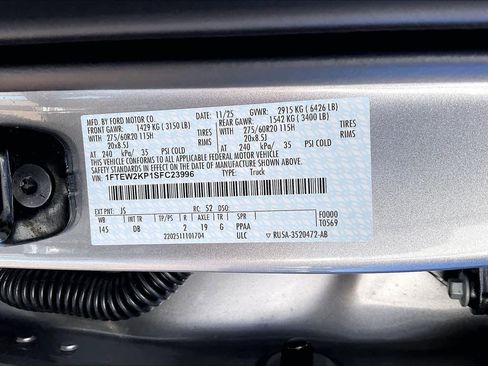 MFD. BY FORD MOTOR CO. DATE: 11/25 GVWR: 2915 KG (6426 LB)
FRONT GAWR: 1429 KG (3150 LB) REAR GAWR: 1542 KG (3400 LB)
WITH 275/60R20 115H TIRES WITH 275/60R20 115H TIRES
20x8.5J RIMS 20x8.5J RIMS
AT 240 kPa/ 35 PSI COLD AT 240 kPa/ 35 PSI COLD
THIS VEHICLE CONFORMS TO ALL APPLICABLE FEDERAL MOTOR VEHICLE
SAFETY AND THEFT PREVENTION STANDARDS IN EFFECT ON THE DATE OF MANUFACTURE SHOWN ABOVE.
VIN: 1FTEW2KP1SFC23996 TYPE: Truck
EXT PNT: JS RC: 52 DSO: F0000
WB INT TR TP/PS R AXLE TR SPR T0569
145 DB 2 19 G PPAA
2202511101704 ULC ▽ RU5A-3520472-AB